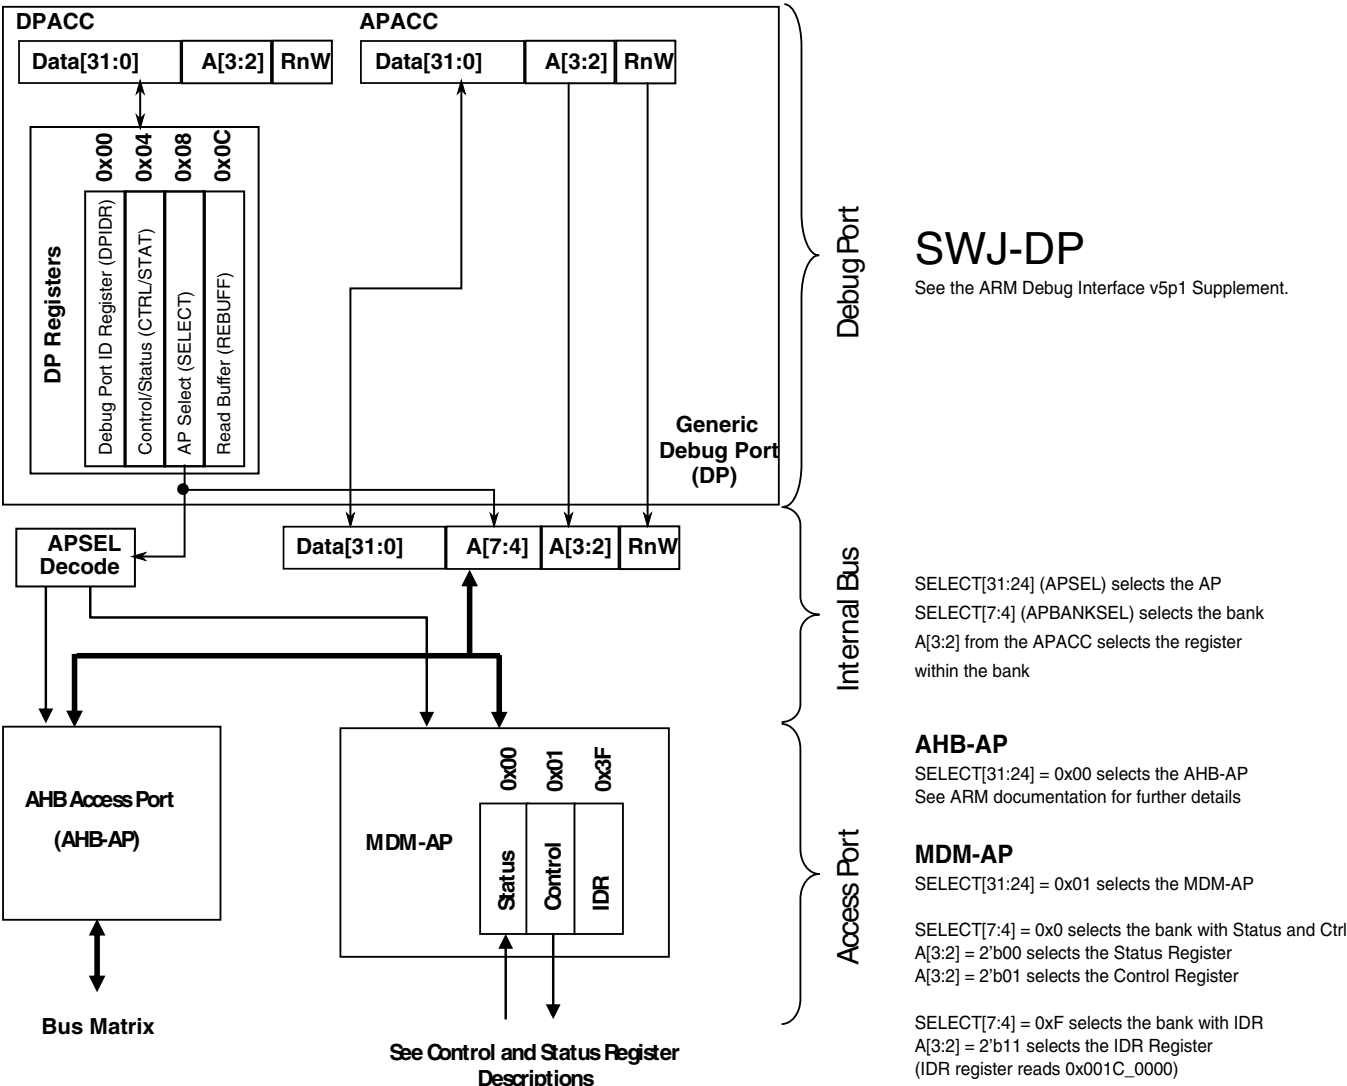 DPACC
APACC
Data[31:0] A[3:2] RnW
Data[31:0] A[3:2] RnW
0x00
0x04
0x08
0x0C
DP Registers
Debug Port ID Register (DPIDR)
Control/Status (CTRL/STAT)
AP Select (SELECT)
Read Buffer (REBUFF)
Generic
Debug Port
(DP)
Debug Port
SWJ-DP
See the ARM Debug Interface v5p1 Supplement.
APSEL
Decode
Data[31:0] A[7:4] A[3:2] RnW
Internal Bus
SELECT[31:24] (APSEL) selects the AP
SELECT[7:4] (APBANKSEL) selects the bank
A[3:2] from the APACC selects the register
within the bank
AHB Access Port
(AHB-AP)
Bus Matrix
MDM-AP
0x00
0x01
0x3F
Status
Control
IDR
See Control and Status Register
Descriptions
Access Port
AHB-AP
SELECT[31:24] = 0x00 selects the AHB-AP
See ARM documentation for further details
MDM-AP
SELECT[31:24] = 0x01 selects the MDM-AP
SELECT[7:4] = 0x0 selects the bank with Status and Ctrl
A[3:2] = 2'b00 selects the Status Register
A[3:2] = 2'b01 selects the Control Register
SELECT[7:4] = 0xF selects the bank with IDR
A[3:2] = 2'b11 selects the IDR Register
(IDR register reads 0x001C_0000)